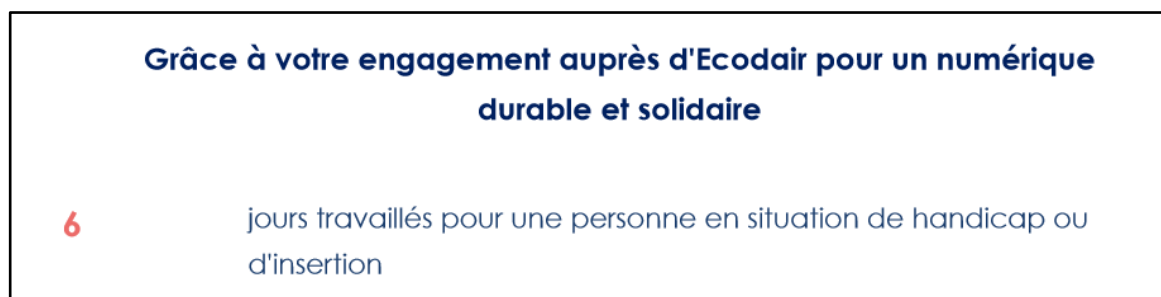 Grâce à votre engagement auprès d'Ecodair pour un numérique
durable et solidaire
6 jours travaillés pour une personne en situation de handicap ou
d'insertion